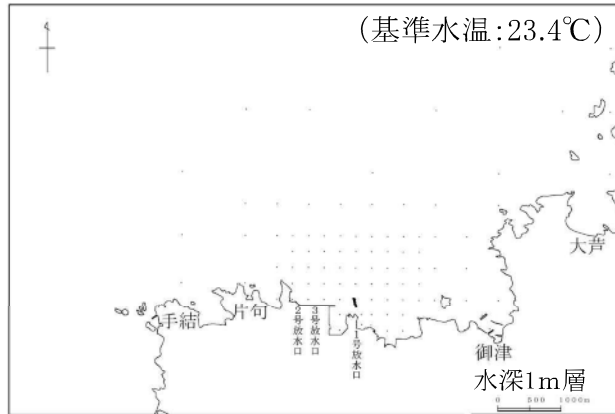 (基準水温:23.4℃)
大芦
手結
片句
2号放水口
3号放水口
1号放水口
御津
水深1m層
0 500 1000m